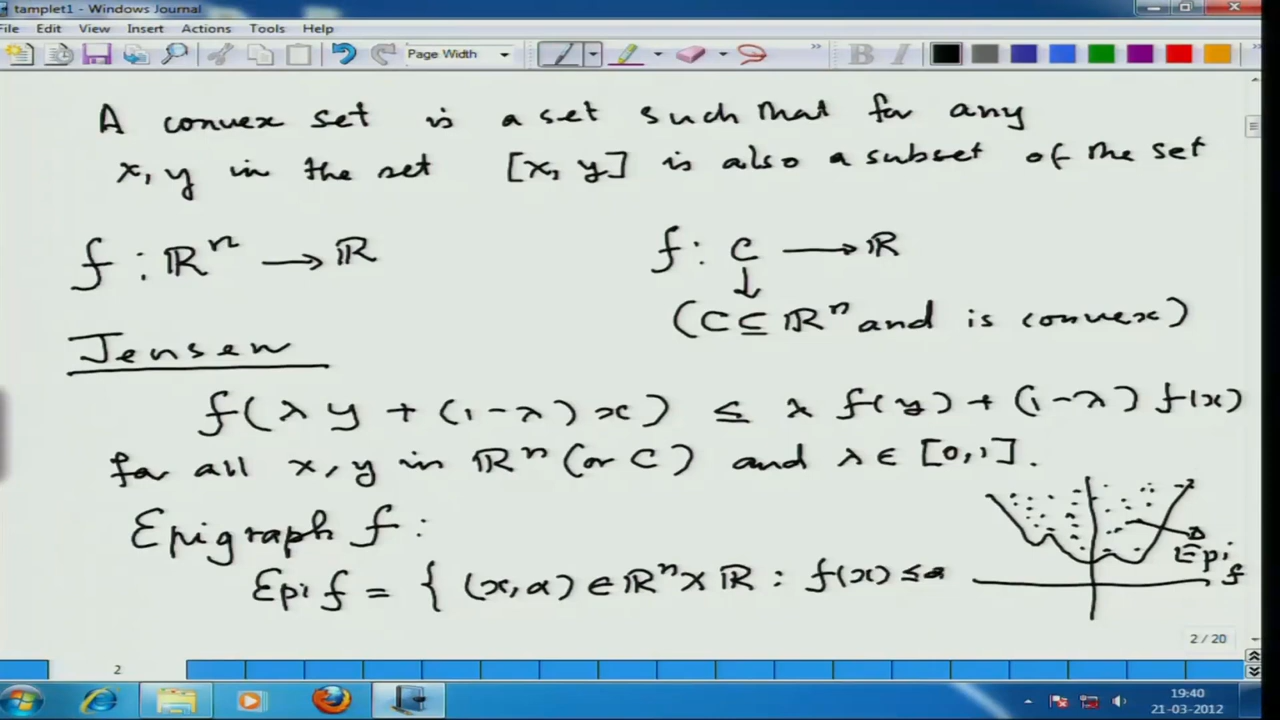 tamplet1 - Windows Journal
File Edit View Insert Actions Tools Help
Page Width
A convex set is a set such that for any
x, y in the set [x, y] is also a subset of the set
f : ℝⁿ → ℝ
f : C → ℝ
(C ⊆ ℝⁿ and is convex)
Jensen
f(λy + (1-λ)x) ≤ λ f(y) + (1-λ) f(x)
for all x, y in ℝⁿ (or C) and λ ∈ [0,1].
Epigraph f :
Epi f = { (x, α) ∈ ℝⁿ × ℝ : f(x) ≤ α
Epi f
2 / 20
2
19:40
21-03-2012